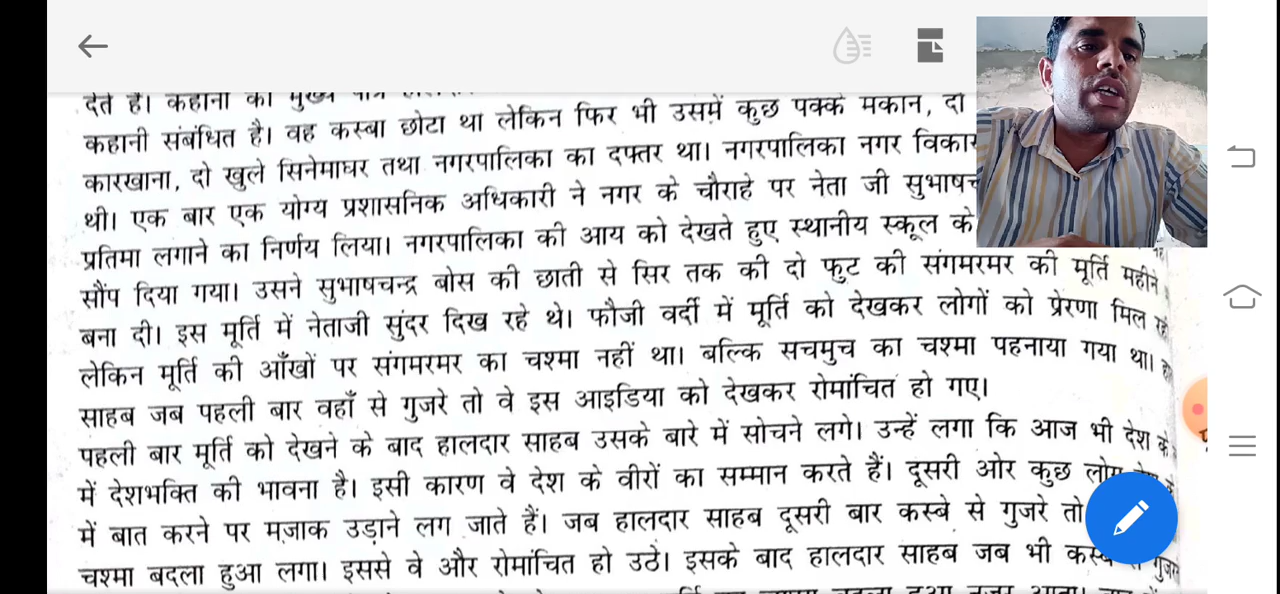 देते हैं। कहानी का मुख्य पात्र
कहानी संबंधित है। वह कस्बा छोटा था लेकिन फिर भी उसमें कुछ पक्के मकान, दो
कारखाना, दो खुले सिनेमाघर तथा नगरपालिका का दफ्तर था। नगरपालिका नगर विकास
थी। एक बार एक योग्य प्रशासनिक अधिकारी ने नगर के चौराहे पर नेता जी सुभाषच
प्रतिमा लगाने का निर्णय लिया। नगरपालिका की आय को देखते हुए स्थानीय स्कूल के
सौंप दिया गया। उसने सुभाषचन्द्र बोस की छाती से सिर तक की दो फुट की संगमरमर की मूर्ति महीने
बना दी। इस मूर्ति में नेताजी सुंदर दिख रहे थे। फौजी वर्दी में मूर्ति को देखकर लोगों को प्रेरणा मिल
लेकिन मूर्ति की आँखों पर संगमरमर का चश्मा नहीं था। बल्कि सचमुच का चश्मा पहनाया गया था।
साहब जब पहली बार वहाँ से गुजरे तो वे इस आइडिया को देखकर रोमांचित हो गए।
पहली बार मूर्ति को देखने के बाद हालदार साहब उसके बारे में सोचने लगे। उन्हें लगा कि आज भी देश के
में देशभक्ति की भावना है। इसी कारण वे देश के वीरों का सम्मान करते हैं। दूसरी ओर कुछ लोग
में बात करने पर मज़ाक उड़ाने लग जाते हैं। जब हालदार साहब दूसरी बार कस्बे से गुजरे तो
चश्मा बदला हुआ लगा। इससे वे और रोमांचित हो उठे। इसके बाद हालदार साहब जब भी